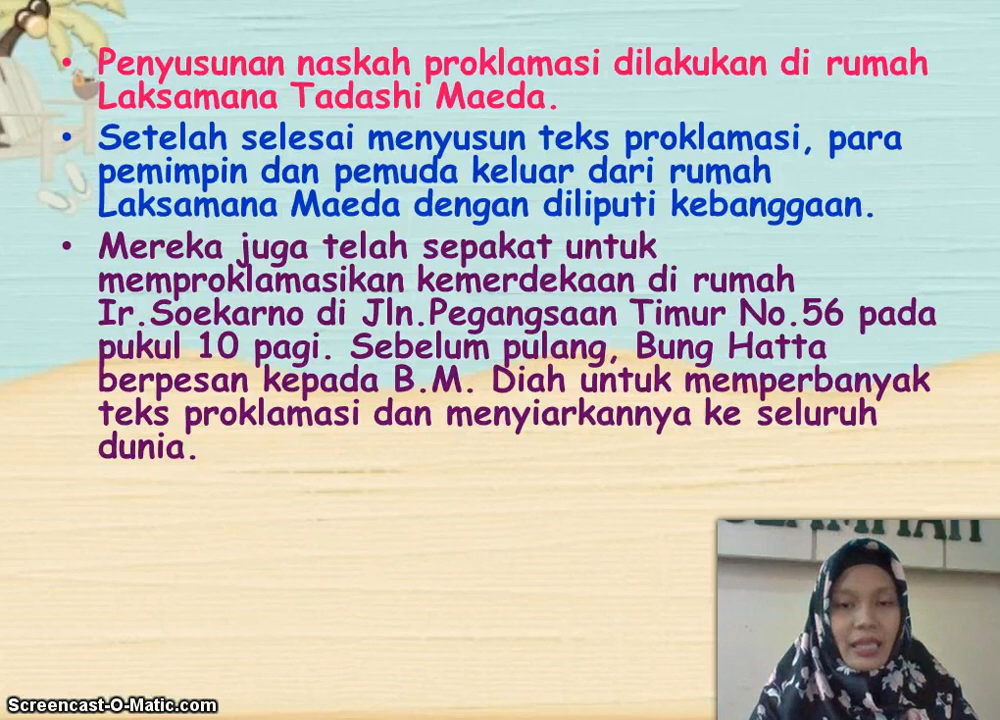 • Penyusunan naskah proklamasi dilakukan di rumah
Laksamana Tadashi Maeda.
• Setelah selesai menyusun teks proklamasi, para
pemimpin dan pemuda keluar dari rumah
Laksamana Maeda dengan diliputi kebanggaan.
• Mereka juga telah sepakat untuk
memproklamasikan kemerdekaan di rumah
Ir.Soekarno di Jln.Pegangsaan Timur No.56 pada
pukul 10 pagi. Sebelum pulang, Bung Hatta
berpesan kepada B.M. Diah untuk memperbanyak
teks proklamasi dan menyiarkannya ke seluruh
dunia.
Screencast-O-Matic.com